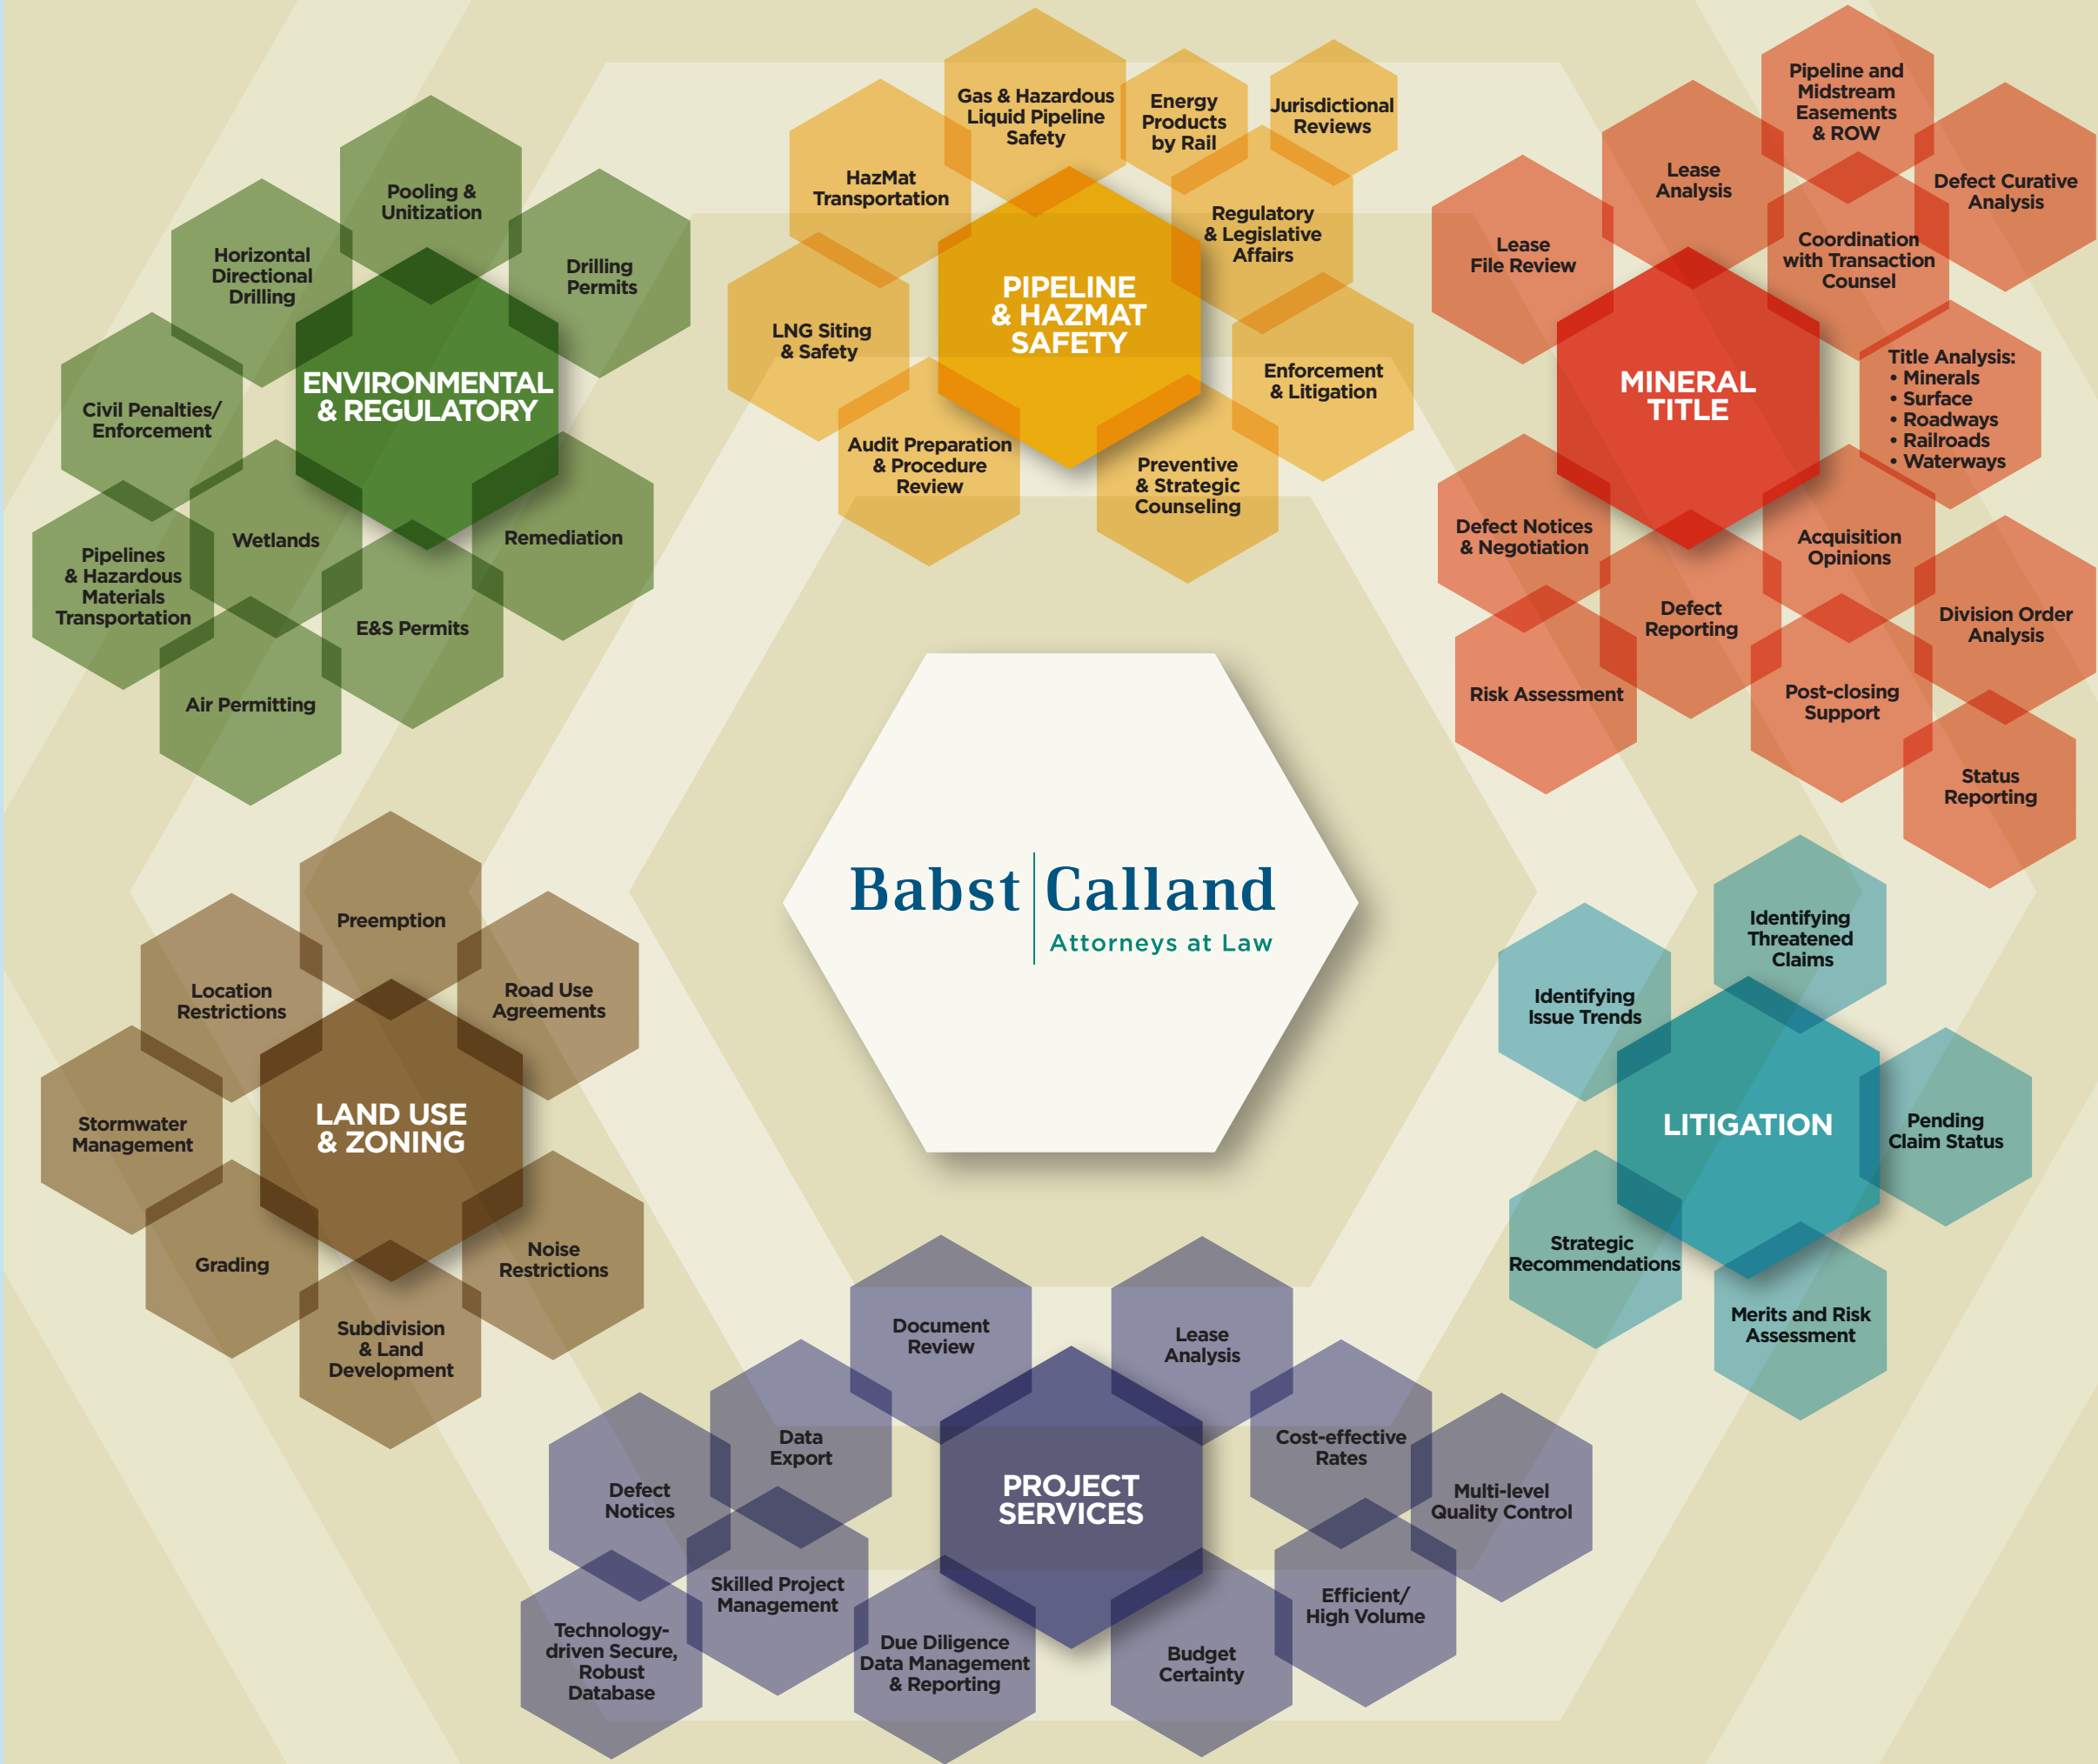 Pooling &
Unitization
Horizontal
Directional
Drilling
Drilling
Permits
ENVIRONMENTAL
& REGULATORY
Civil Penalties/
Enforcement
Wetlands
Remediation
Pipelines
& Hazardous
Materials
Transportation
E&S Permits
Air Permitting
Gas & Hazardous
Liquid Pipeline
Safety
Energy
Products
by Rail
Jurisdictional
Reviews
HazMat
Transportation
Regulatory
& Legislative
Affairs
PIPELINE
& HAZMAT
SAFETY
LNG Siting
& Safety
Enforcement
& Litigation
Audit Preparation
& Procedure
Review
Preventive
& Strategic
Counseling
Pipeline and
Midstream
Easements
& ROW
Lease
Analysis
Defect Curative
Analysis
Lease
File Review
Coordination
with Transaction
Counsel
MINERAL
TITLE
Title Analysis:
• Minerals
• Surface
• Roadways
• Railroads
• Waterways
Defect Notices
& Negotiation
Acquisition
Opinions
Defect
Reporting
Division Order
Analysis
Risk Assessment
Post-closing
Support
Status
Reporting
Babst Calland
Attorneys at Law
Preemption
Location
Restrictions
Road Use
Agreements
LAND USE
& ZONING
Stormwater
Management
Grading
Noise
Restrictions
Subdivision
& Land
Development
Identifying
Threatened
Claims
Identifying
Issue Trends
LITIGATION
Pending
Claim Status
Strategic
Recommendations
Merits and Risk
Assessment
Document
Review
Lease
Analysis
Data
Export
Cost-effective
Rates
Defect
Notices
PROJECT
SERVICES
Multi-level
Quality Control
Skilled Project
Management
Efficient/
High Volume
Technology-
driven Secure,
Robust
Database
Due Diligence
Data Management
& Reporting
Budget
Certainty